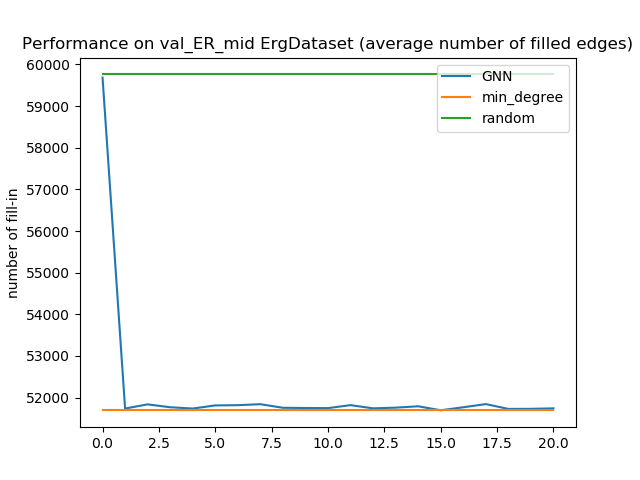 Performance on val_ER_mid ErgDataset (average number of filled edges)
number of fill-in
60000
59000
58000
57000
56000
55000
54000
53000
52000
0.0 2.5 5.0 7.5 10.0 12.5 15.0 17.5 20.0
GNN
min_degree
random